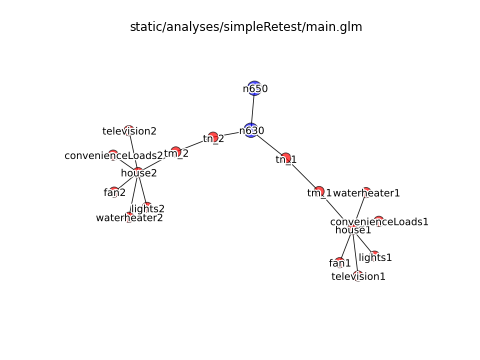 static/analyses/simpleRetest/main.glm
n650
television2
n630
tn_2
convenienceLoads2
tm_2
tn_1
house2
fan2
tm_1
waterheater1
lights2
waterheater2
convenienceLoads1
house1
fan1
lights1
television1